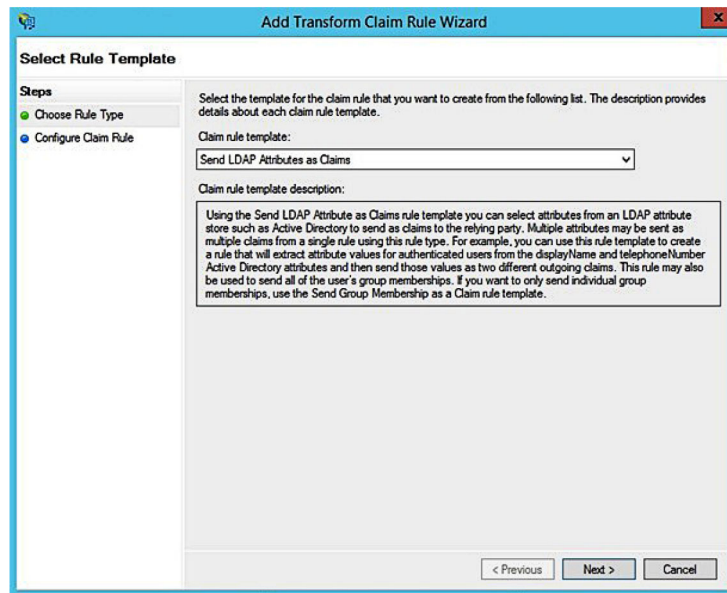 Add Transform Claim Rule Wizard
X
Select Rule Template
Steps
Choose Rule Type
Configure Claim Rule
Select the template for the claim rule that you want to create from the following list. The description provides
details about each claim rule template.
Claim rule template:
Send LDAP Attributes as Claims
Claim rule template description:
Using the Send LDAP Attribute as Claims rule template you can select attributes from an LDAP attribute
store such as Active Directory to send as claims to the relying party. Multiple attributes may be sent as
multiple claims from a single rule using this rule type. For example, you can use this rule template to create
a rule that will extract attribute values for authenticated users from the displayName and telephoneNumber
Active Directory attributes and then send those values as two different outgoing claims. This rule may also
be used to send all of the user's group memberships. If you want to only send individual group
memberships, use the Send Group Membership as a Claim rule template.
< Previous
Next >
Cancel